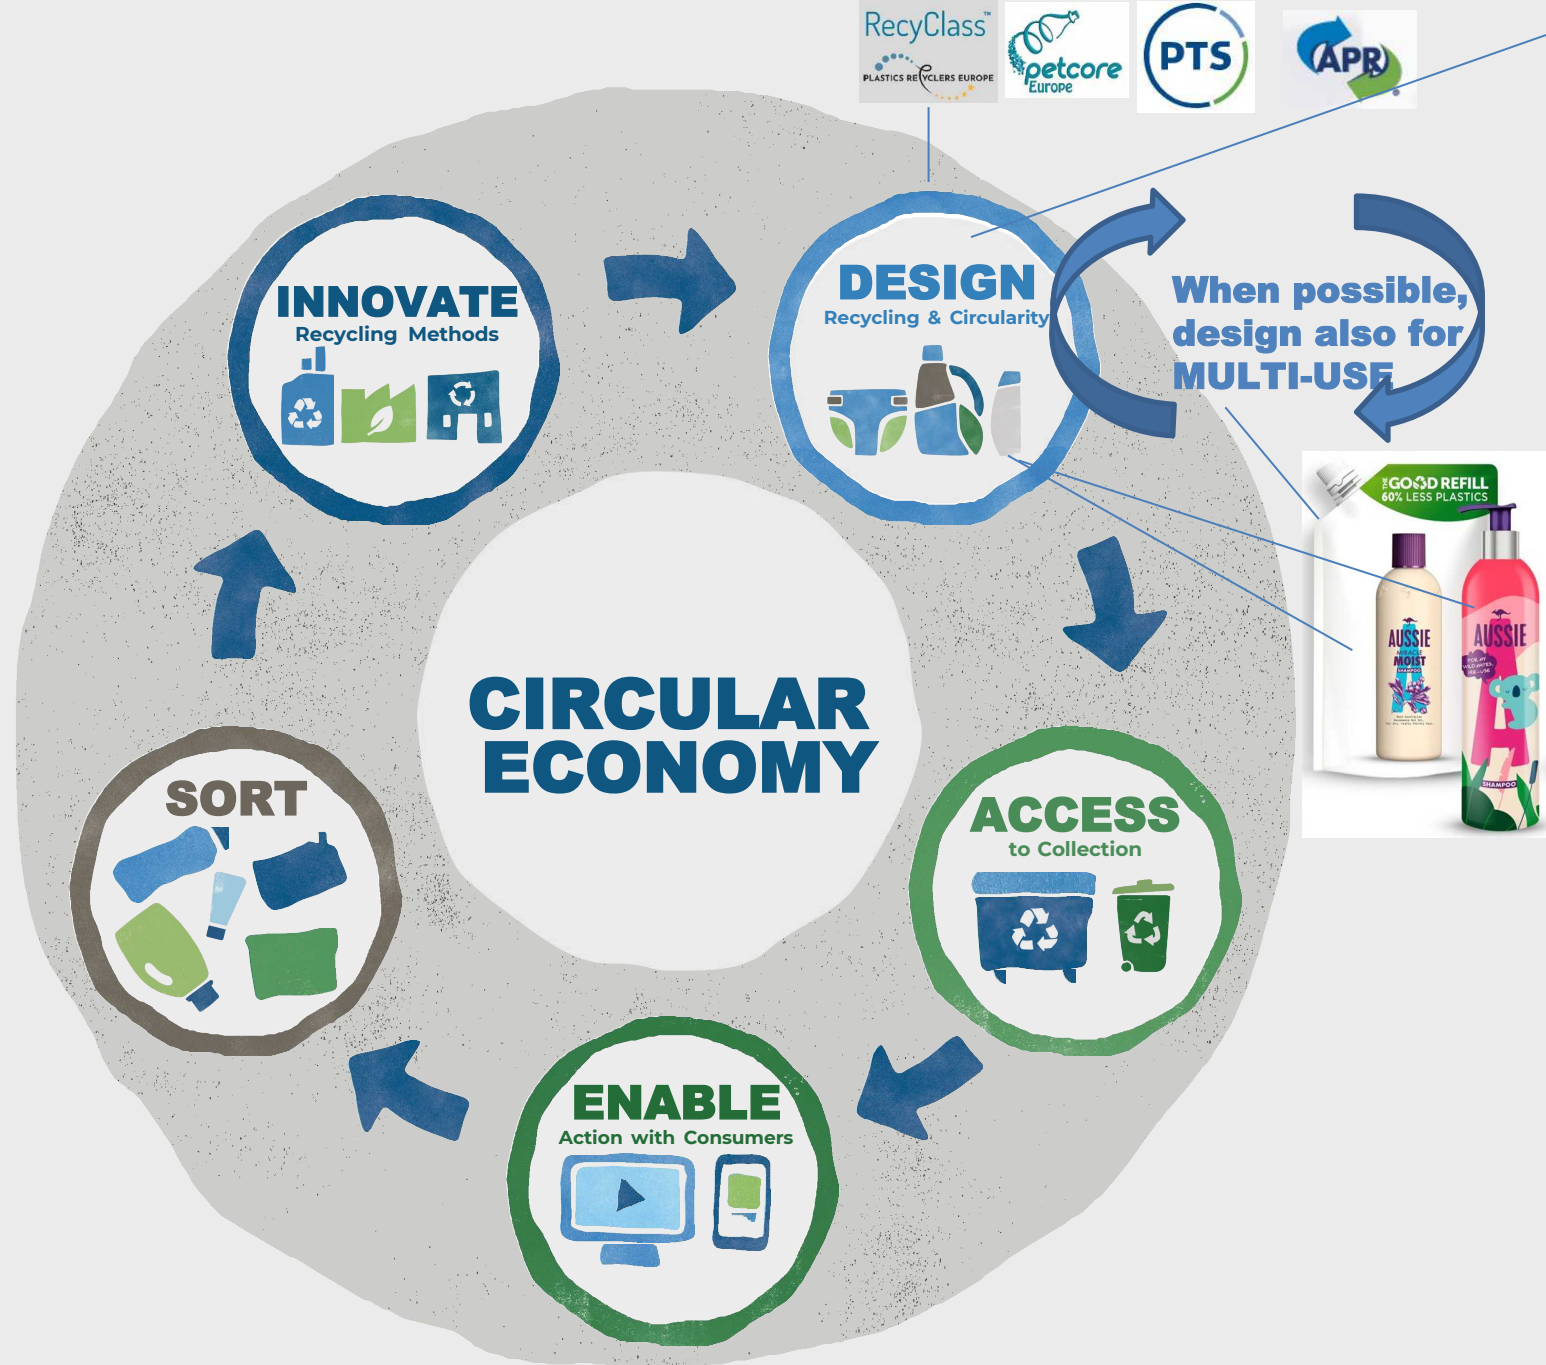 RecyClass™
PLASTICS RECYCLERS EUROPE
petcore
Europe
PTS
APR
INNOVATE
Recycling Methods
DESIGN
Recycling & Circularity
When possible,
design also for
MULTI-USE
THE GOOD REFILL
60% LESS PLASTICS
AUSSIE
MIRACLE
MOIST
SHAMPOO
AUSSIE
SHAMPOO
CIRCULAR
ECONOMY
SORT
ACCESS
to Collection
ENABLE
Action with Consumers